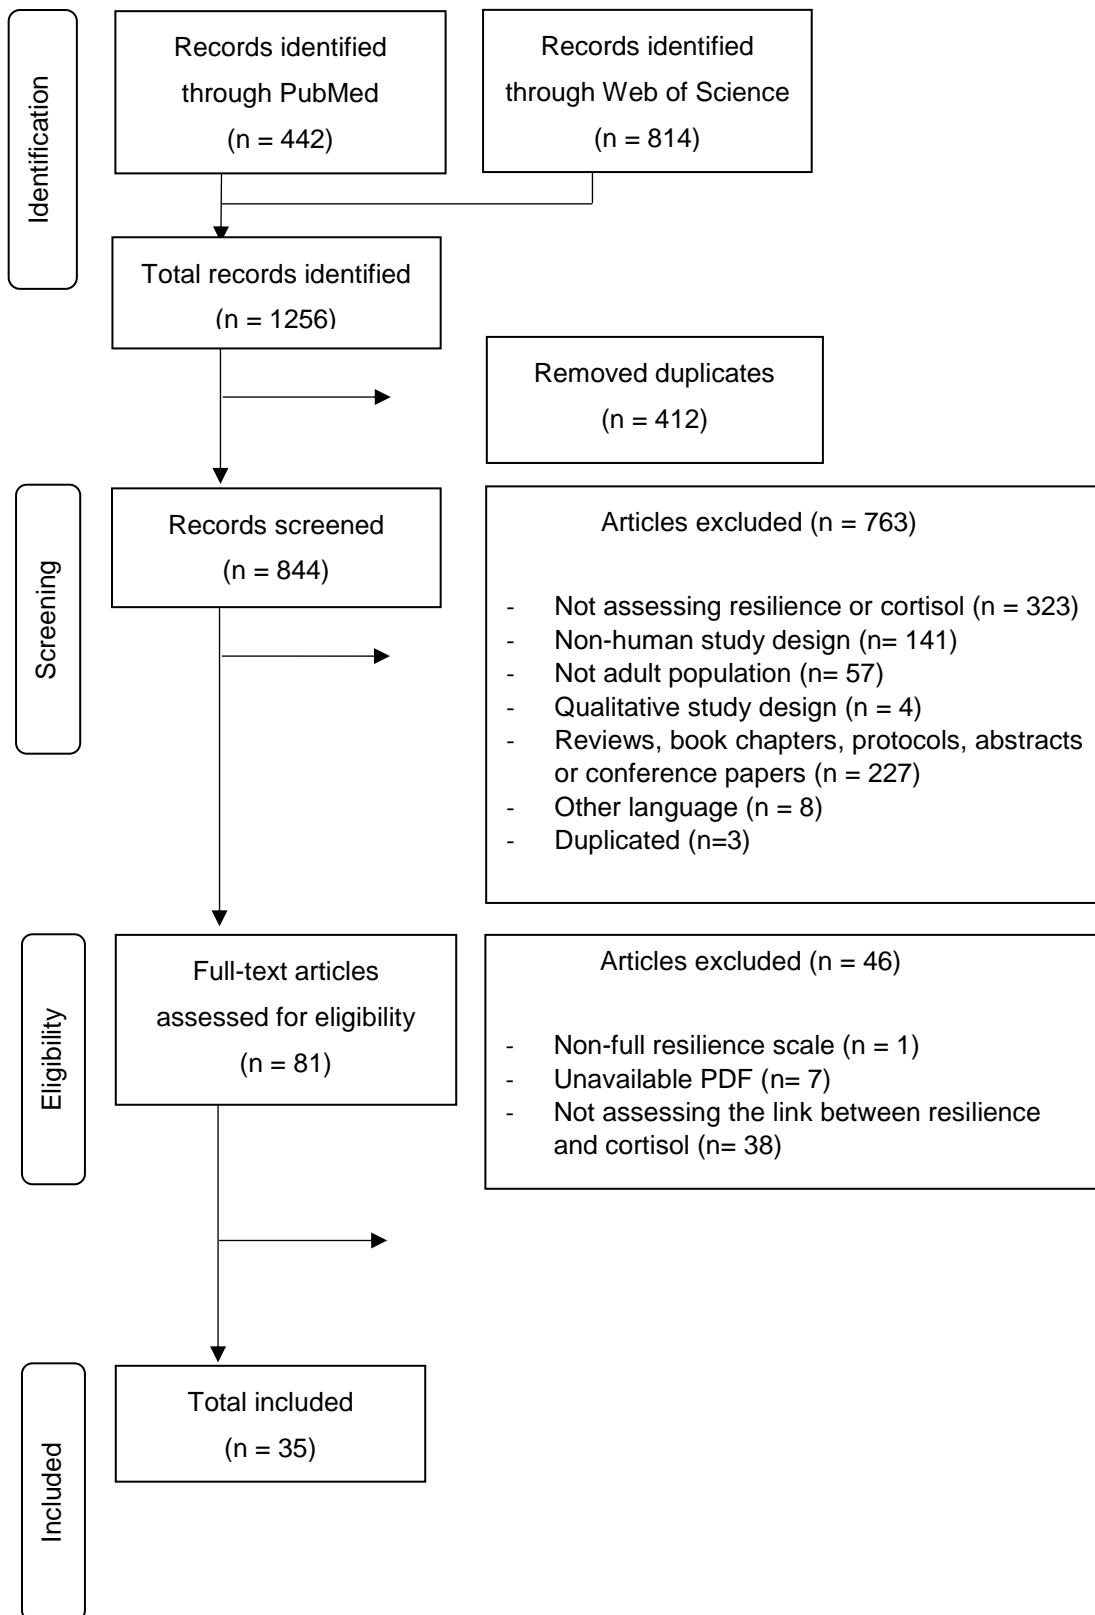 Identification
Records identified
through PubMed
(n = 442)
Records identified
through Web of Science
(n = 814)
Total records identified
(n = 1256)
Removed duplicates
(n = 412)
Screening
Records screened
(n = 844)
Articles excluded (n = 763)
- Not assessing resilience or cortisol (n = 323)
- Non-human study design (n= 141)
- Not adult population (n= 57)
- Qualitative study design (n = 4)
- Reviews, book chapters, protocols, abstracts
or conference papers (n = 227)
- Other language (n = 8)
- Duplicated (n=3)
Eligibility
Full-text articles
assessed for eligibility
(n = 81)
Articles excluded (n = 46)
- Non-full resilience scale (n = 1)
- Unavailable PDF (n= 7)
- Not assessing the link between resilience
and cortisol (n= 38)
Included
Total included
(n = 35)